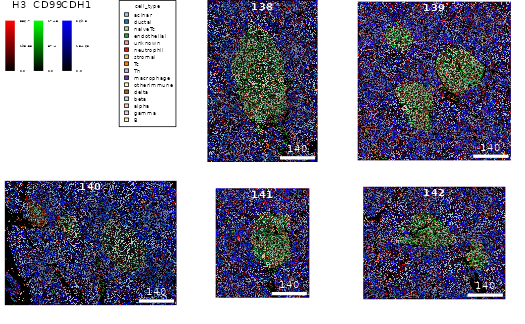 H3 CD99 CDH1
cell_type
acinar
ductal
naiveTc
endothelial
unknown
neutrophil
stromal
Tc
Th
macrophage
otherimmune
delta
beta
alpha
gamma
B
138
140
139
140
140
140
141
140
142
140